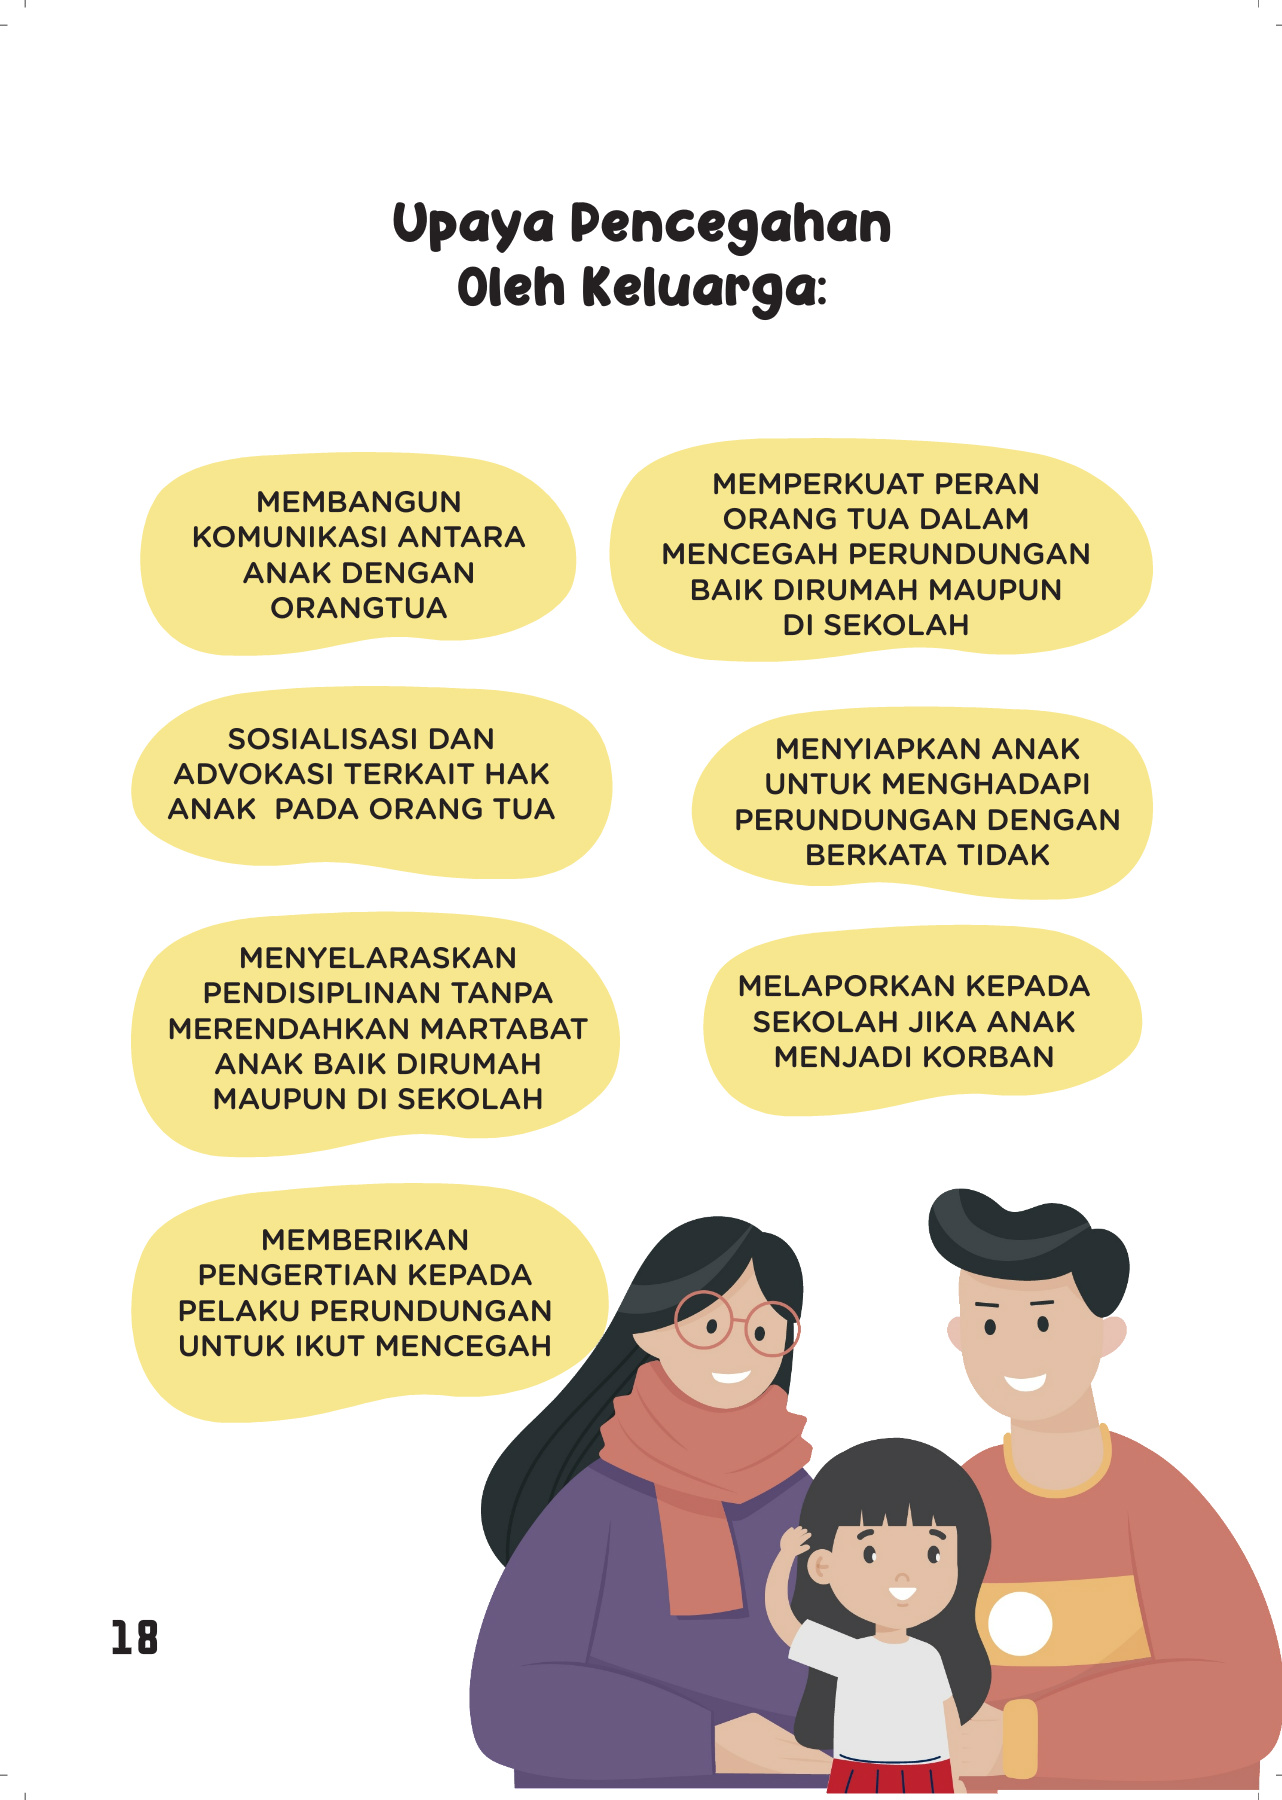 Upaya Pencegahan
Oleh Keluarga:
MEMBANGUN
KOMUNIKASI ANTARA
ANAK DENGAN
ORANGTUA
MEMPERKUAT PERAN
ORANG TUA DALAM
MENCEGAH PERUNDUNGAN
BAIK DIRUMAH MAUPUN
DI SEKOLAH
SOSIALISASI DAN
ADVOKASI TERKAIT HAK
ANAK PADA ORANG TUA
MENYIAPKAN ANAK
UNTUK MENGHADAPI
PERUNDUNGAN DENGAN
BERKATA TIDAK
MENYELARASKAN
PENDISIPLINAN TANPA
MERENDAHKAN MARTABAT
ANAK BAIK DIRUMAH
MAUPUN DI SEKOLAH
MELAPORKAN KEPADA
SEKOLAH JIKA ANAK
MENJADI KORBAN
MEMBERIKAN
PENGERTIAN KEPADA
PELAKU PERUNDUNGAN
UNTUK IKUT MENCEGAH
18